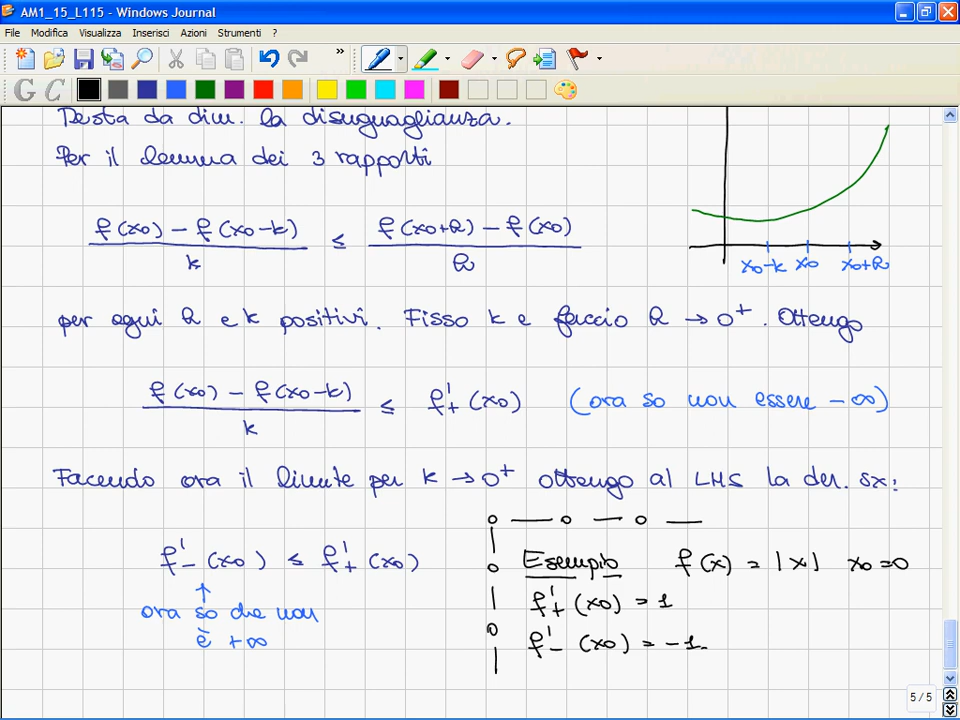 AM1_15_L115 - Windows Journal
File Modifica Visualizza Inserisci Azioni Strumenti ?
G C
Resta da dim. la disuguaglianza.
Per il lemma dei 3 rapporti
f(x0) - f(x0-k) / k ≤ f(x0+h) - f(x0) / h
x0-k x0 x0+h
per ogni h e k positivi. Fisso k e faccio h → 0+. Ottengo
f(x0) - f(x0-k) / k ≤ f'+(x0) (ora so non essere -∞)
Facendo ora il limite per k → 0+ ottengo al LHS la der. sx:
f'-(x0) ≤ f'+(x0)
↑
ora so che non
è +∞
Esempio f(x) = |x| x0=0
f'+(x0) = 1
f'-(x0) = -1.
5/5